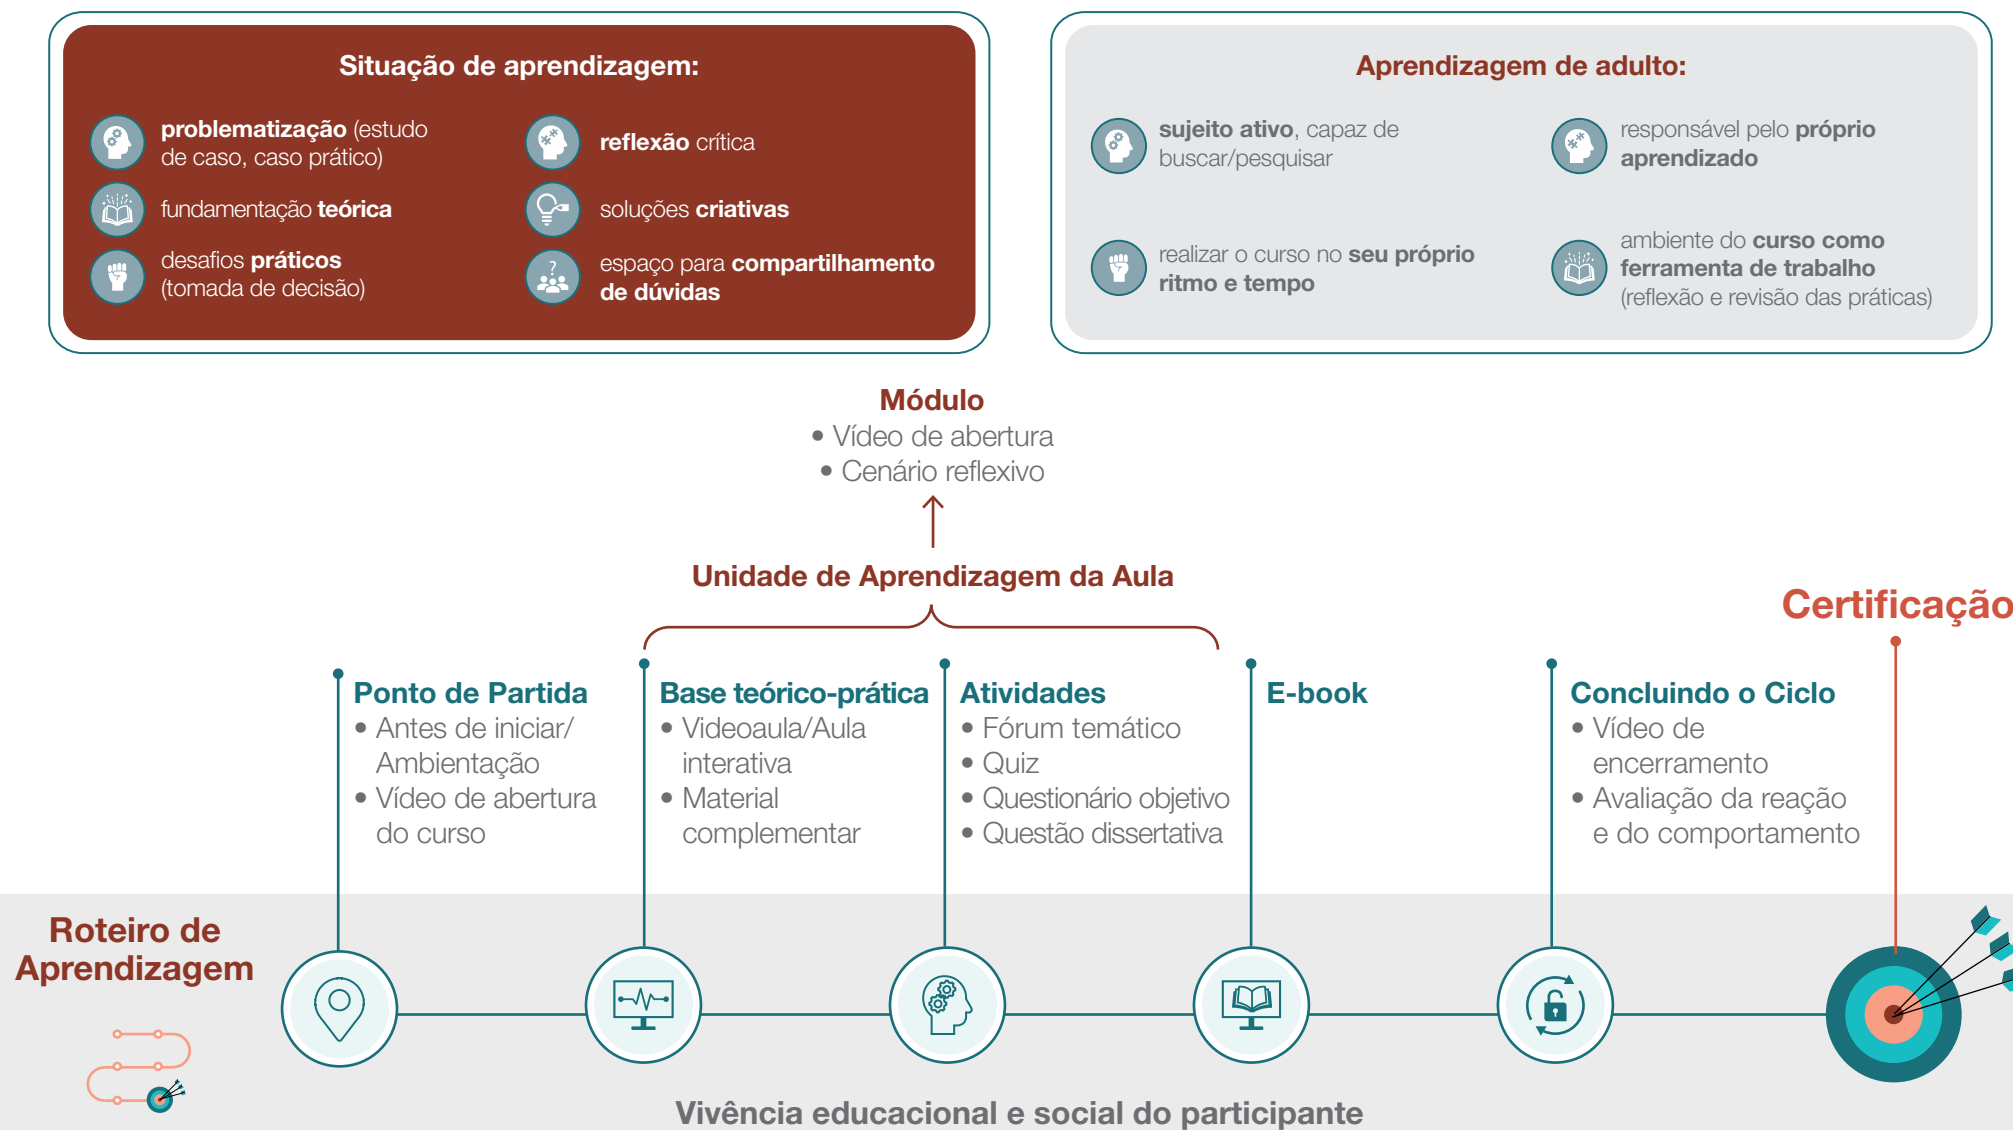 Situação de aprendizagem:
problematização (estudo
de caso, caso prático)
fundamentação teórica
desafios práticos
(tomada de decisão)
reflexão crítica
soluções criativas
espaço para compartilhamento
de dúvidas
Aprendizagem de adulto:
sujeito ativo, capaz de
buscar/pesquisar
responsável pelo próprio
aprendizado
realizar o curso no seu próprio
ritmo e tempo
ambiente do curso como
ferramenta de trabalho
(reflexão e revisão das práticas)
Módulo
• Vídeo de abertura
• Cenário reflexivo
Unidade de Aprendizagem da Aula
Ponto de Partida
• Antes de iniciar/
Ambientação
• Vídeo de abertura
do curso
Base teórico-prática
• Videoaula/Aula
interativa
• Material
complementar
Atividades
• Fórum temático
• Quiz
• Questionário objetivo
• Questão dissertativa
E-book
Concluindo o Ciclo
• Vídeo de
encerramento
• Avaliação da reação
e do comportamento
Certificação
Roteiro de
Aprendizagem
Vivência educacional e social do participante